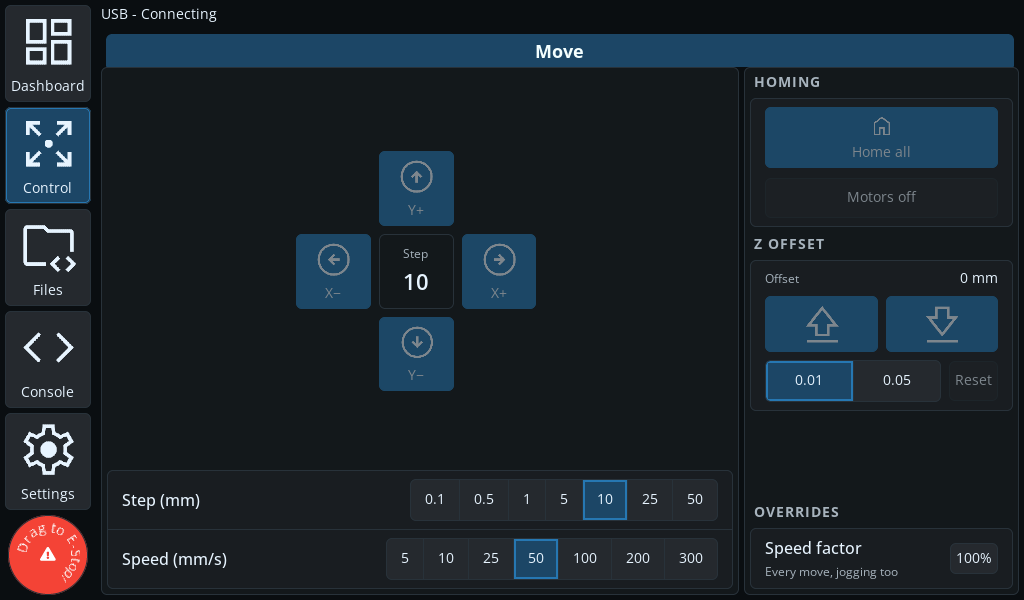 USB - Connecting
Dashboard
Control
Files
Console
Settings
Drag to E-Stop!
Move
Y+
X−
Step
10
X+
Y−
Step (mm)
0.1 0.5 1 5 10 25 50
Speed (mm/s)
5 10 25 50 100 200 300
HOMING
Home all
Motors off
Z OFFSET
Offset 0 mm
0.01 0.05 Reset
OVERRIDES
Speed factor
Every move, jogging too
100%